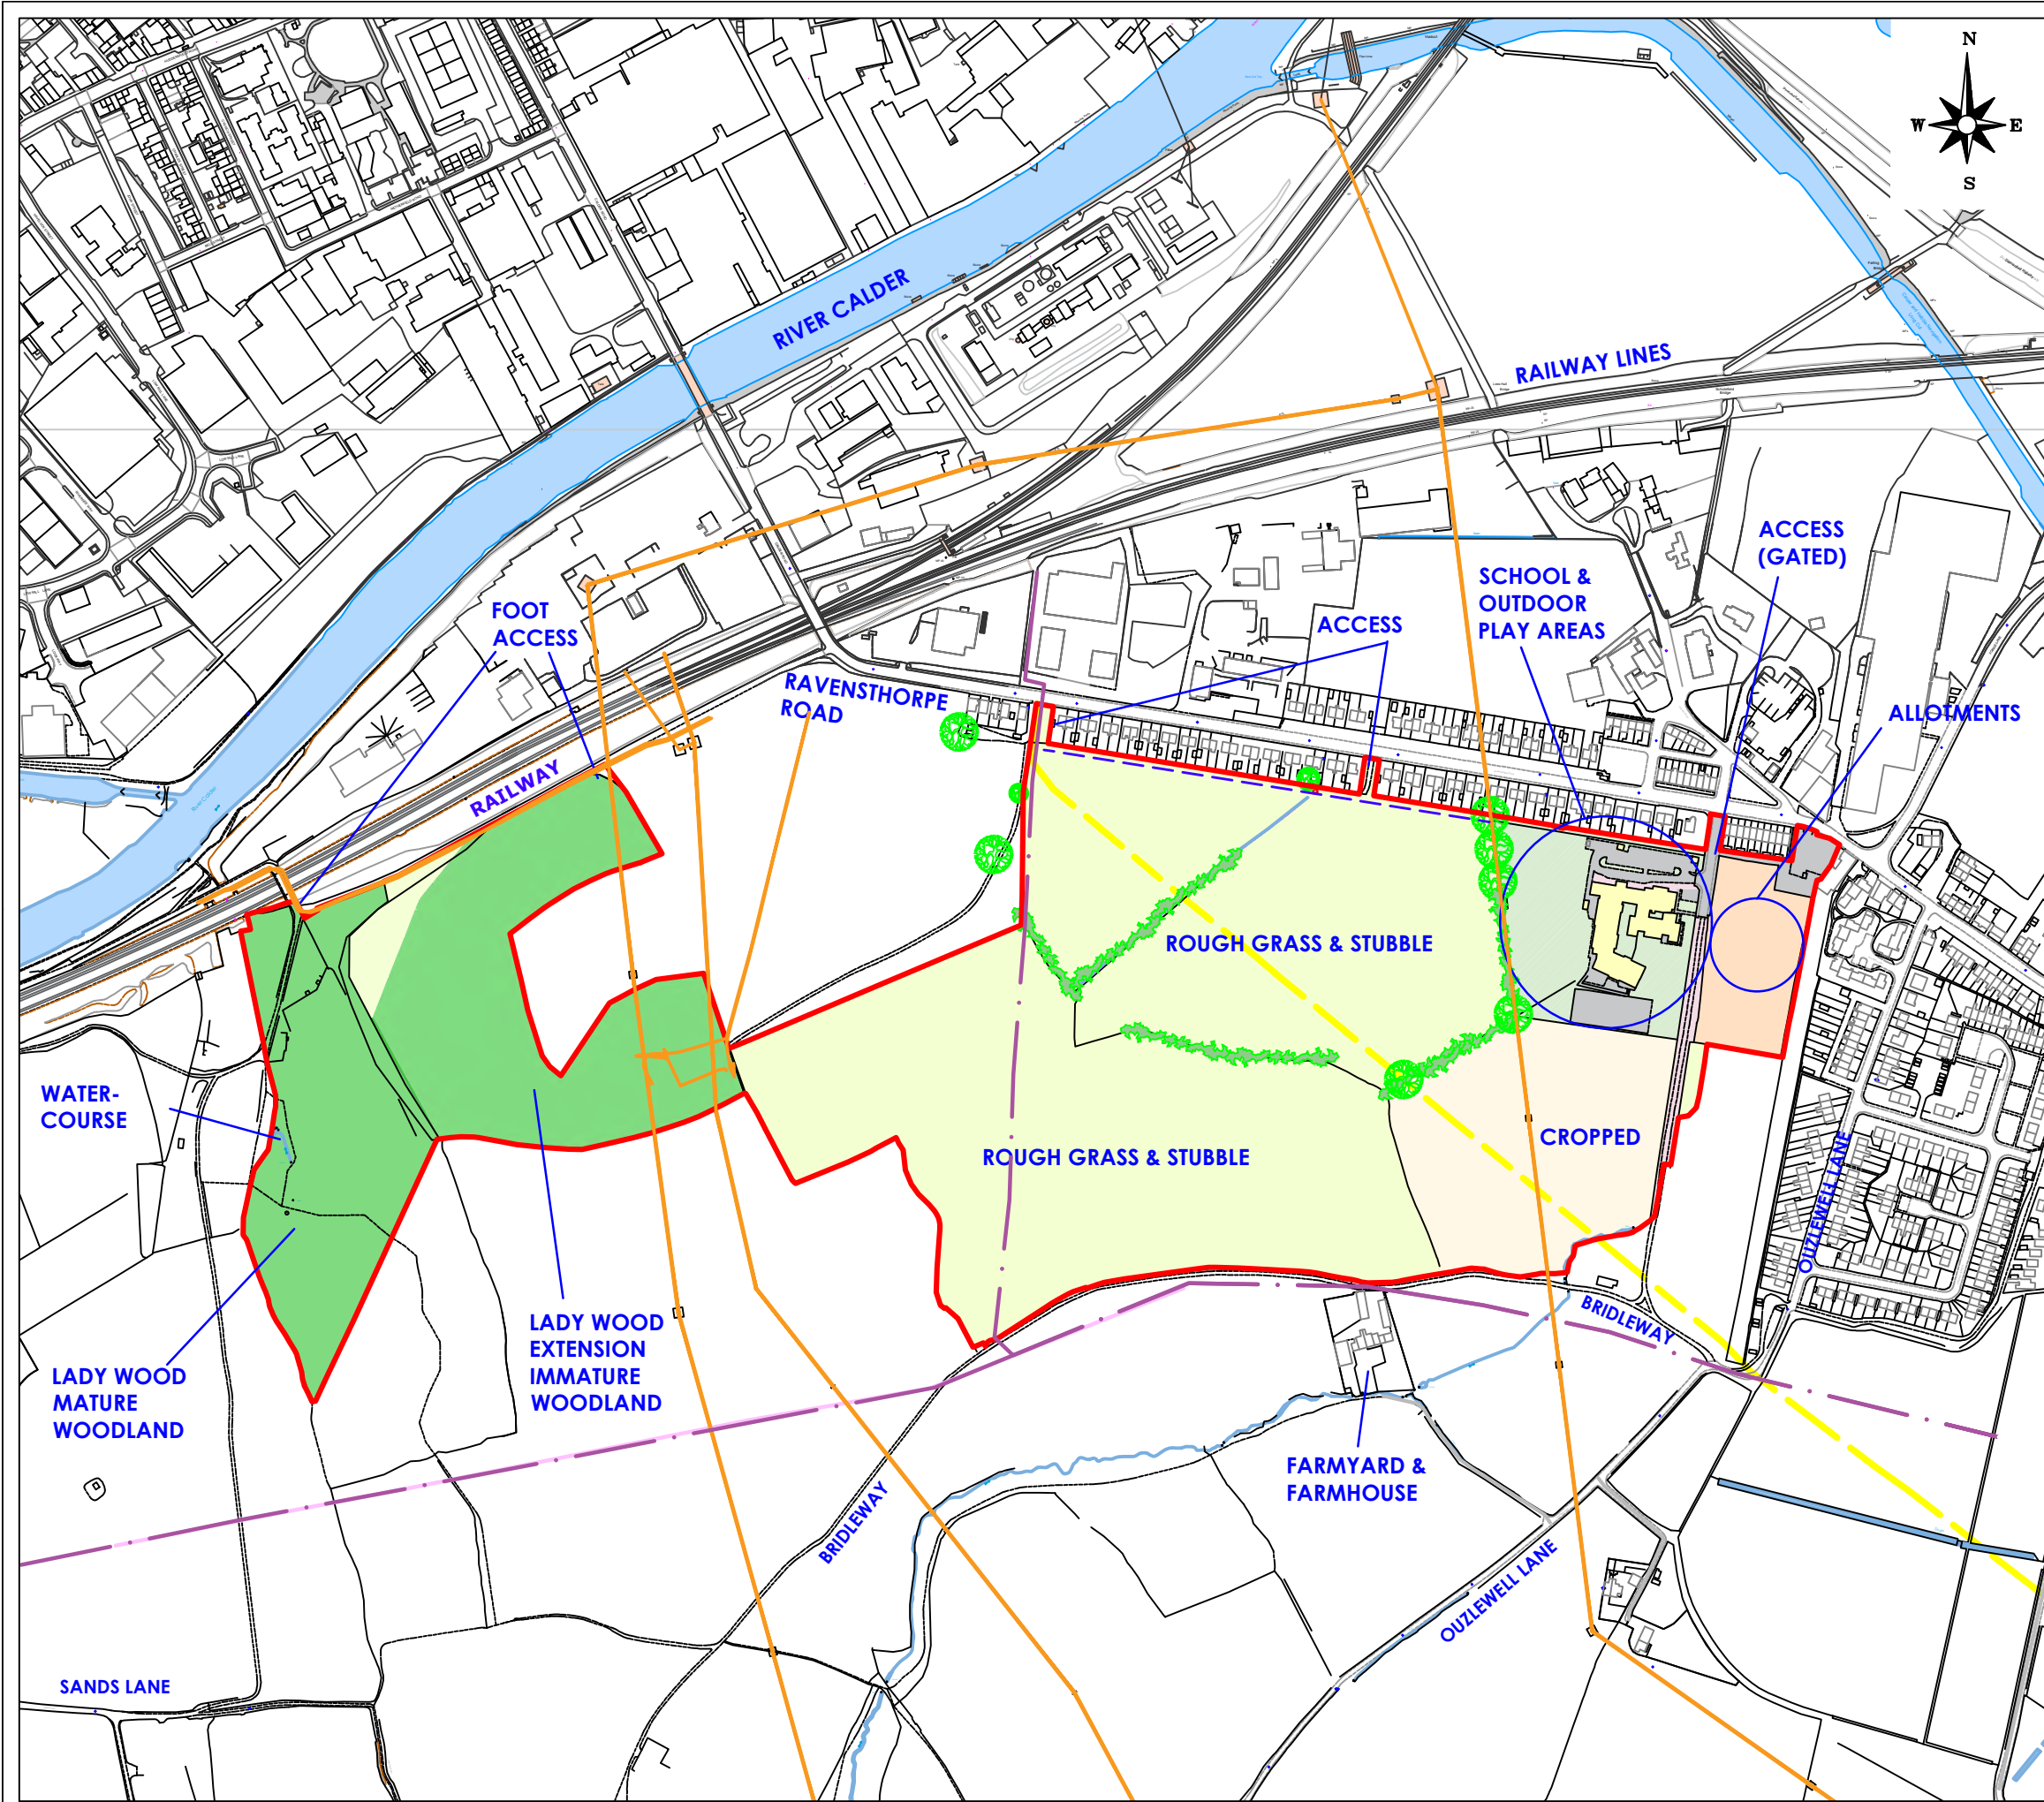 N
W
E
S
RIVER CALDER
RAILWAY LINES
ACCESS
(GATED)
SCHOOL &
OUTDOOR
PLAY AREAS
FOOT
ACCESS
ACCESS
RAVENSTHORPE
ROAD
ALLOTMENTS
RAILWAY
ROUGH GRASS & STUBBLE
WATER-
COURSE
CROPPED
ROUGH GRASS & STUBBLE
OUZLEWELL LANE
BRIDLEWAY
LADY WOOD
EXTENSION
IMMATURE
WOODLAND
LADY WOOD
MATURE
WOODLAND
FARMYARD &
FARMHOUSE
BRIDLEWAY
OUZLEWELL LANE
SANDS LANE